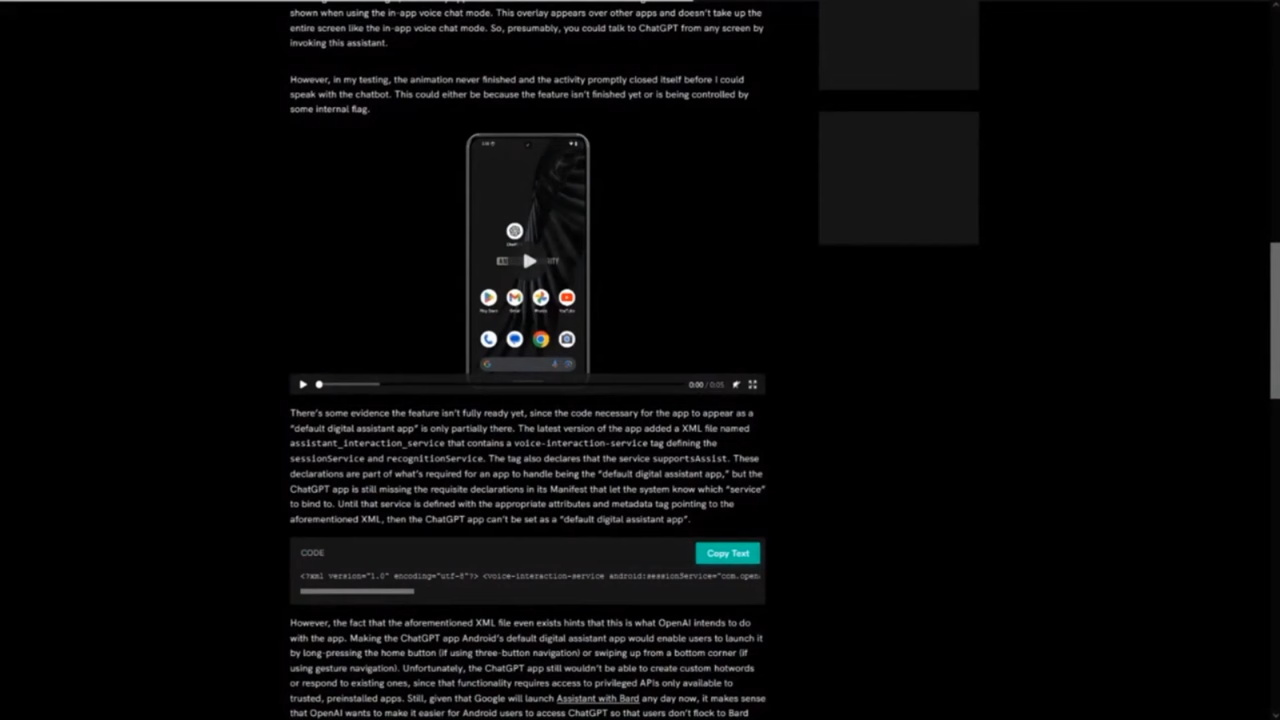 shown when using the in-app voice chat mode. This overlay appears over other apps and doesn't take up the
entire screen like the in-app voice chat mode. So, presumably, you could talk to ChatGPT from any screen by
invoking this assistant.
However, in my testing, the animation never finished and the activity promptly closed itself before I could
speak with the chatbot. This could either be because the feature isn't finished yet or is being controlled by
some internal flag.
Play Store Gmail Photos YouTube
0:00 / 0:05
There's some evidence the feature isn't fully ready yet, since the code necessary for the app to appear as a
"default digital assistant app" is only partially there. The latest version of the app added a XML file named
assistant_interaction_service that contains a voice-interaction-service tag defining the
sessionService and recognitionService. The tag also declares that the service supportsAssist. These
declarations are part of what's required for an app to handle being the "default digital assistant app," but the
ChatGPT app is still missing the requisite declarations in its Manifest that let the system know which "service"
to bind to. Until that service is defined with the appropriate attributes and metadata tag pointing to the
aforementioned XML, then the ChatGPT app can't be set as a "default digital assistant app".
CODE
Copy Text
<?xml version="1.0" encoding="utf-8"?> <voice-interaction-service android:sessionService="com.open
However, the fact that the aforementioned XML file even exists hints that this is what OpenAI intends to do
with the app. Making the ChatGPT app Android's default digital assistant app would enable users to launch it
by long-pressing the home button (if using three-button navigation) or swiping up from a bottom corner (if
using gesture navigation). Unfortunately, the ChatGPT app still wouldn't be able to create custom hotwords
or respond to existing ones, since that functionality requires access to privileged APIs only available to
trusted, preinstalled apps. Still, given that Google will launch Assistant with Bard any day now, it makes sense
that OpenAI wants to make it easier for Android users to access ChatGPT so that users don't flock to Bard